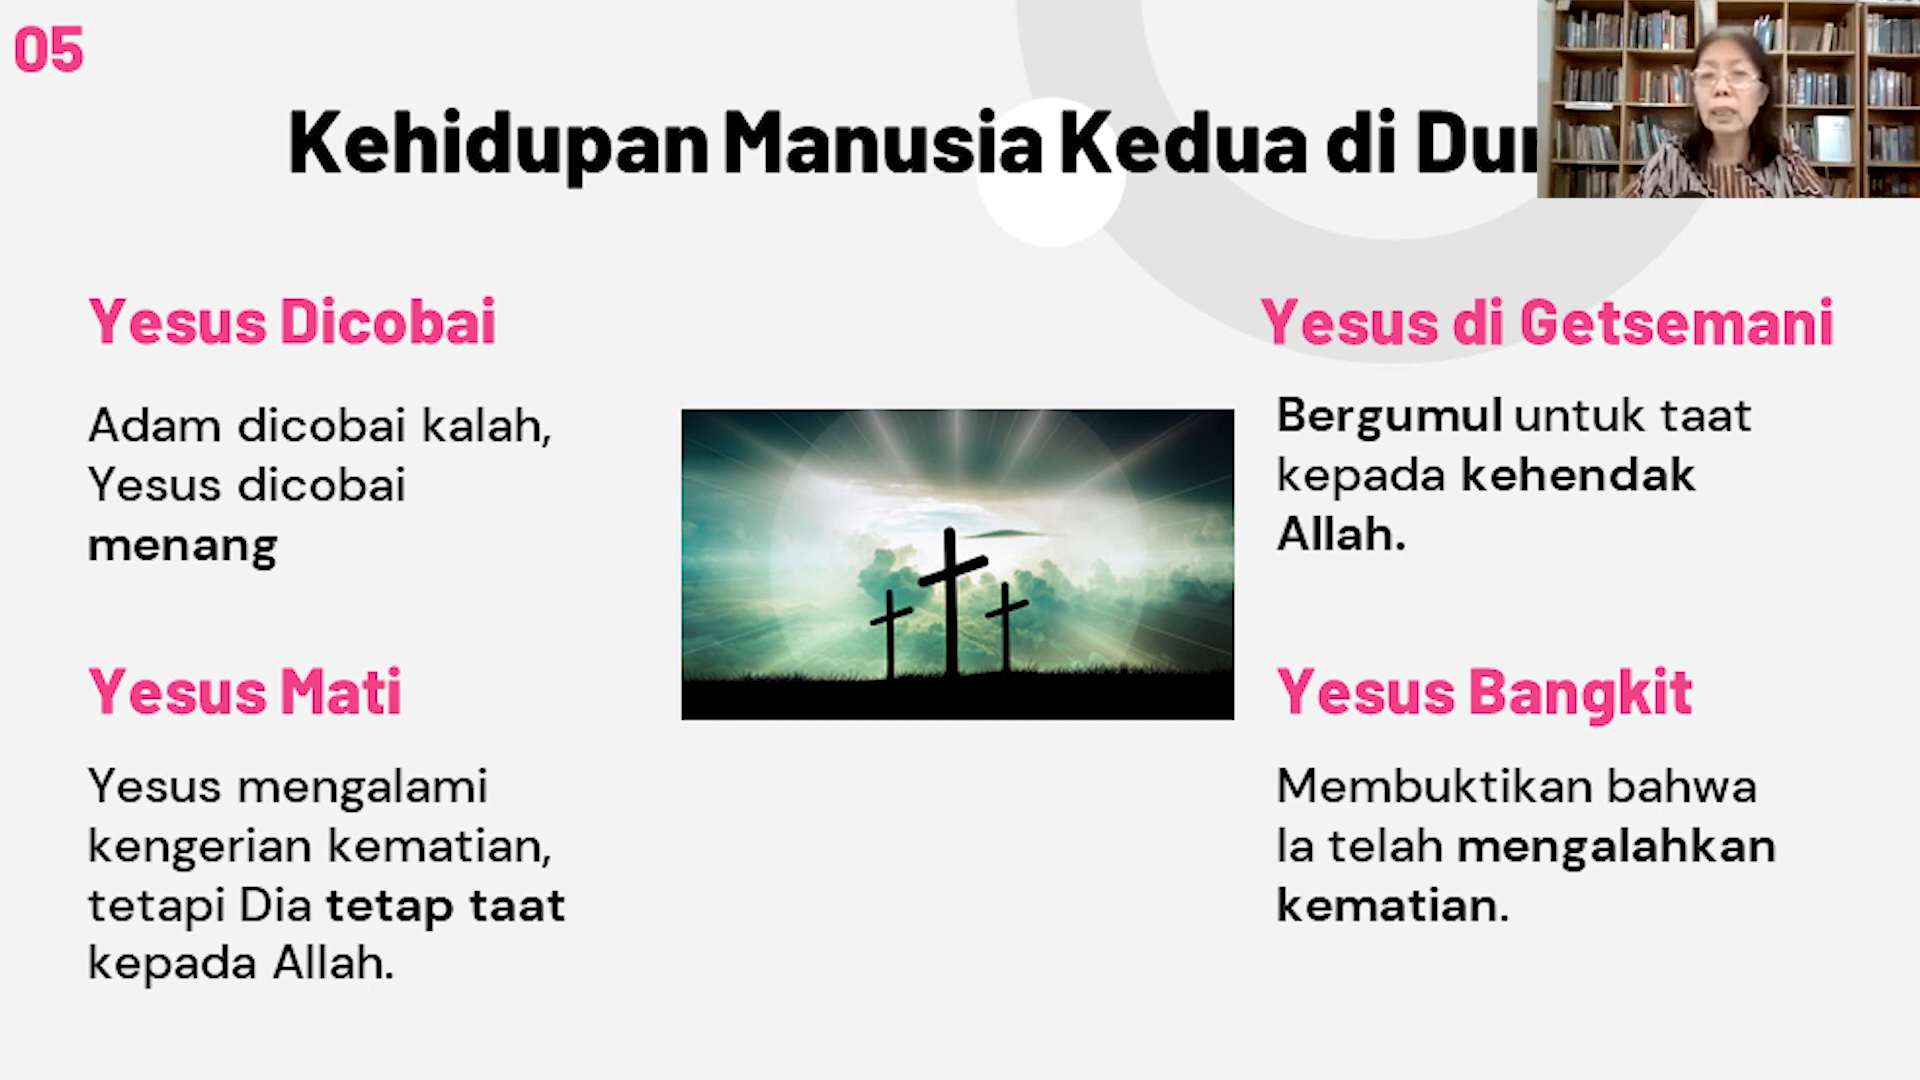 05
Kehidupan Manusia Kedua di
Yesus Dicobai
Adam dicobai kalah,
Yesus dicobai
menang
Yesus Mati
Yesus mengalami
kengerian kematian,
tetapi Dia tetap taat
kepada Allah.
Yesus di Getsemani
Bergumul untuk taat
kepada kehendak
Allah.
Yesus Bangkit
Membuktikan bahwa
Ia telah mengalahkan
kematian.